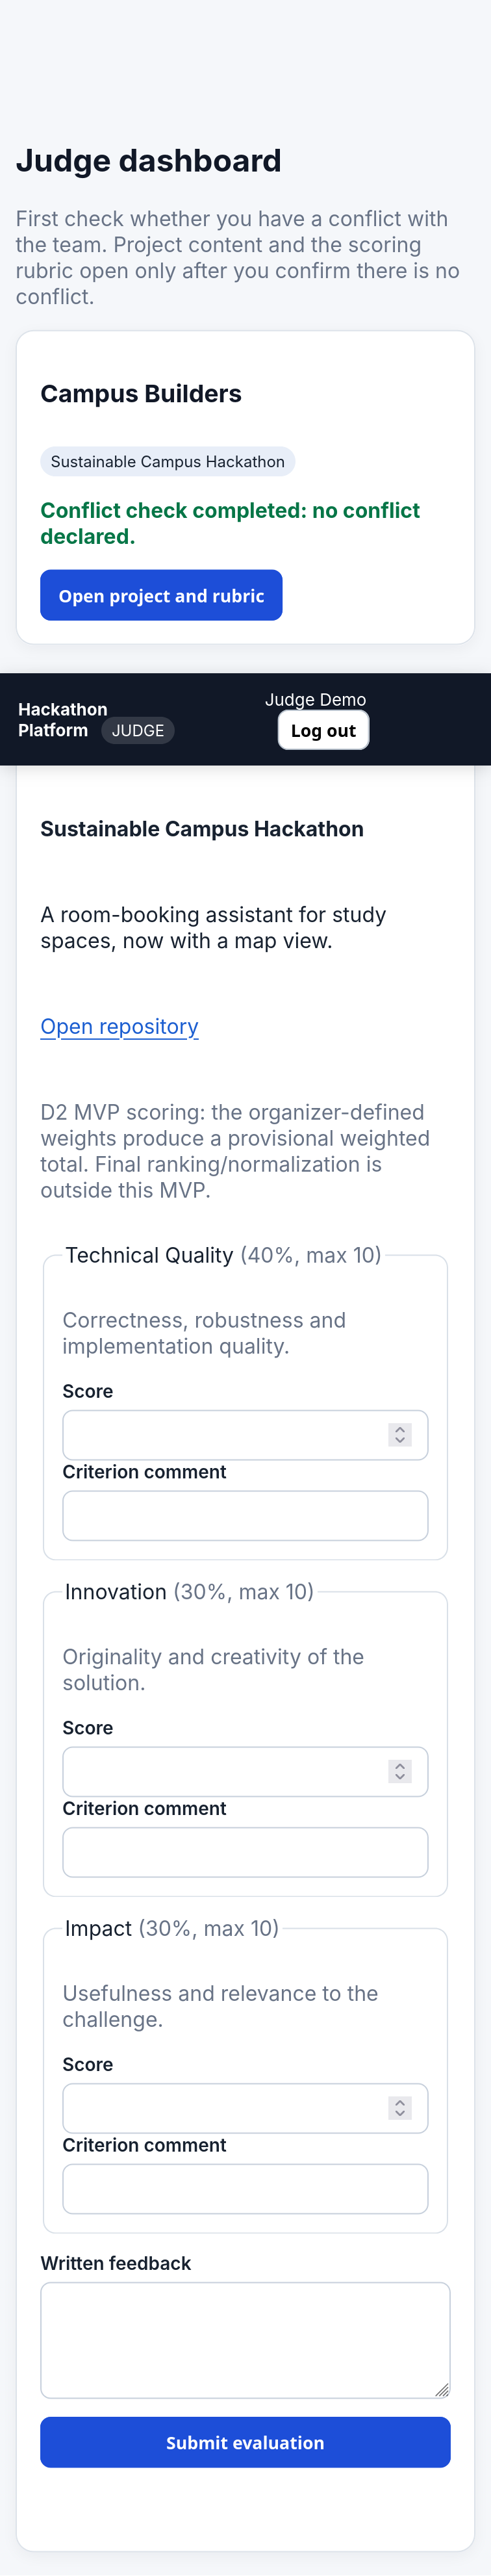 Judge dashboard
First check whether you have a conflict with
the team. Project content and the scoring
rubric open only after you confirm there is no
conflict.
Campus Builders
Sustainable Campus Hackathon
Conflict check completed: no conflict
declared.
Open project and rubric
Hackathon
Platform JUDGE
Judge Demo
Log out
Sustainable Campus Hackathon
A room-booking assistant for study
spaces, now with a map view.
Open repository
D2 MVP scoring: the organizer-defined
weights produce a provisional weighted
total. Final ranking/normalization is
outside this MVP.
Technical Quality (40%, max 10)
Correctness, robustness and
implementation quality.
Score
Criterion comment
Innovation (30%, max 10)
Originality and creativity of the
solution.
Score
Criterion comment
Impact (30%, max 10)
Usefulness and relevance to the
challenge.
Score
Criterion comment
Written feedback
Submit evaluation